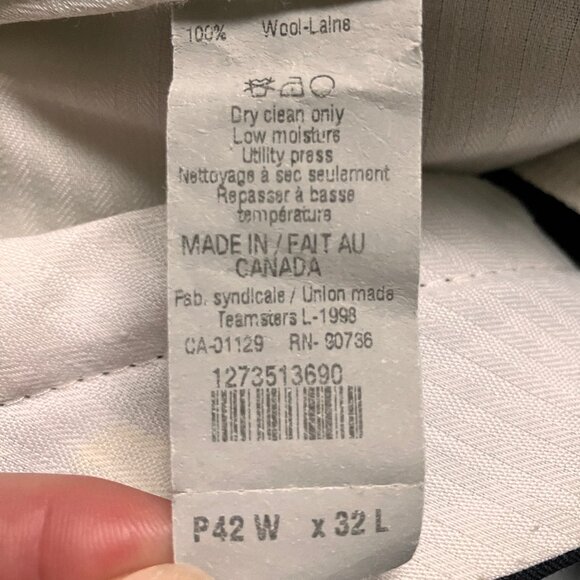 100% Wool-Laine
Dry clean only
Low moisture
Utility press
Nettoyage à sec seulement
Repasser à basse
température
MADE IN / FAIT AU
CANADA
Fab. syndicale / Union made
Teamsters L-1998
CA-01129 RN- 90736
1273513690
P42 W x 32 L